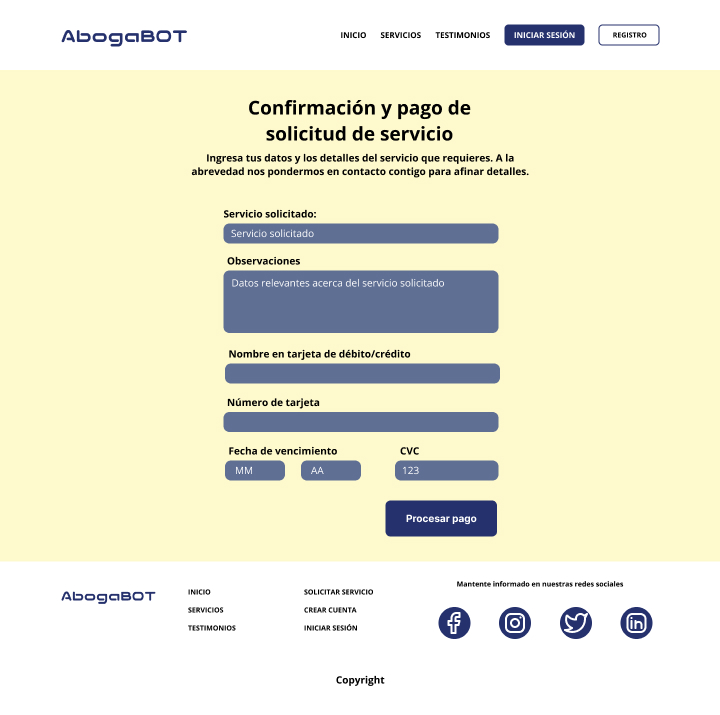 AbogaBOT
INICIO SERVICIOS TESTIMONIOS INICIAR SESIÓN REGISTRO
Confirmación y pago de
solicitud de servicio
Ingresa tus datos y los detalles del servicio que requieres. A la
abrevedad nos pondermos en contacto contigo para afinar detalles.
Servicio solicitado:
Servicio solicitado
Observaciones
Datos relevantes acerca del servicio solicitado
Nombre en tarjeta de débito/crédito
Número de tarjeta
Fecha de vencimiento CVC
MM AA 123
Procesar pago
AbogaBOT
INICIO
SERVICIOS
TESTIMONIOS
SOLICITAR SERVICIO
CREAR CUENTA
INICIAR SESIÓN
Mantente informado en nuestras redes sociales
Copyright